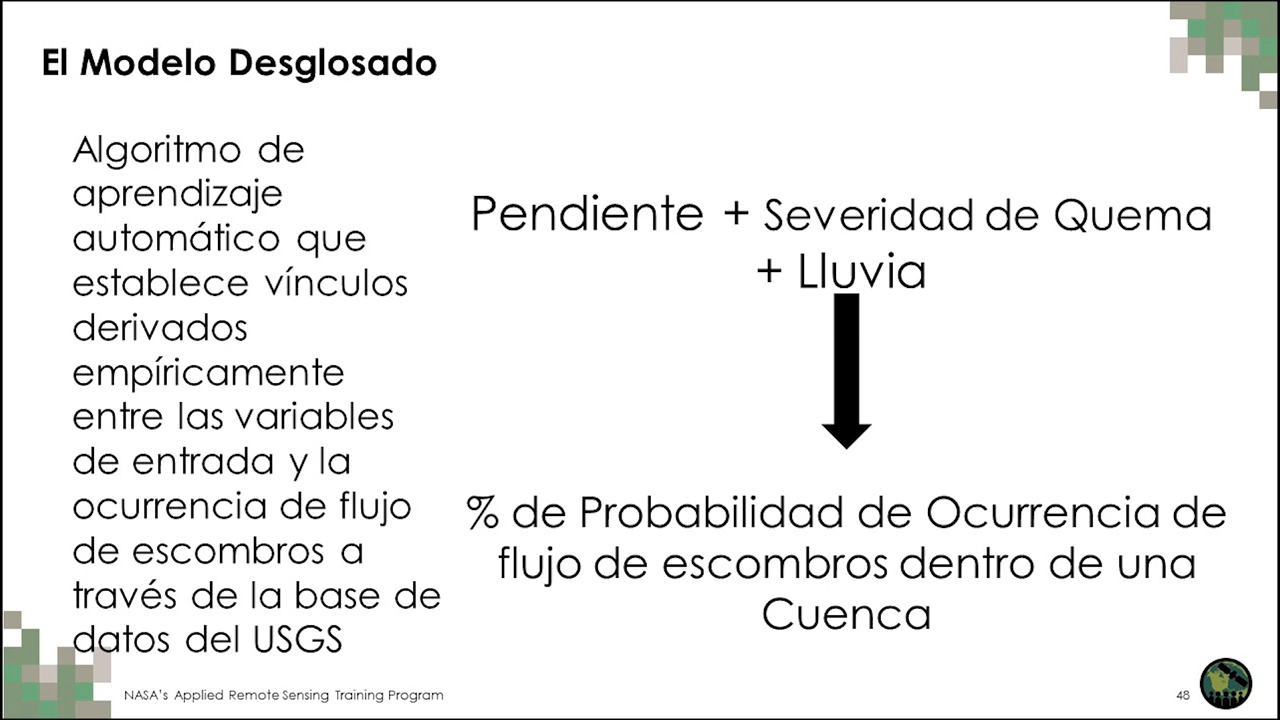 El Modelo Desglosado
Algoritmo de
aprendizaje
automático que
establece vínculos
derivados
empíricamente
entre las variables
de entrada y la
ocurrencia de flujo
de escombros a
través de la base de
datos del USGS
Pendiente + Severidad de Quema
+ Lluvia
% de Probabilidad de Ocurrencia de
flujo de escombros dentro de una
Cuenca
NASA's Applied Remote Sensing Training Program
48